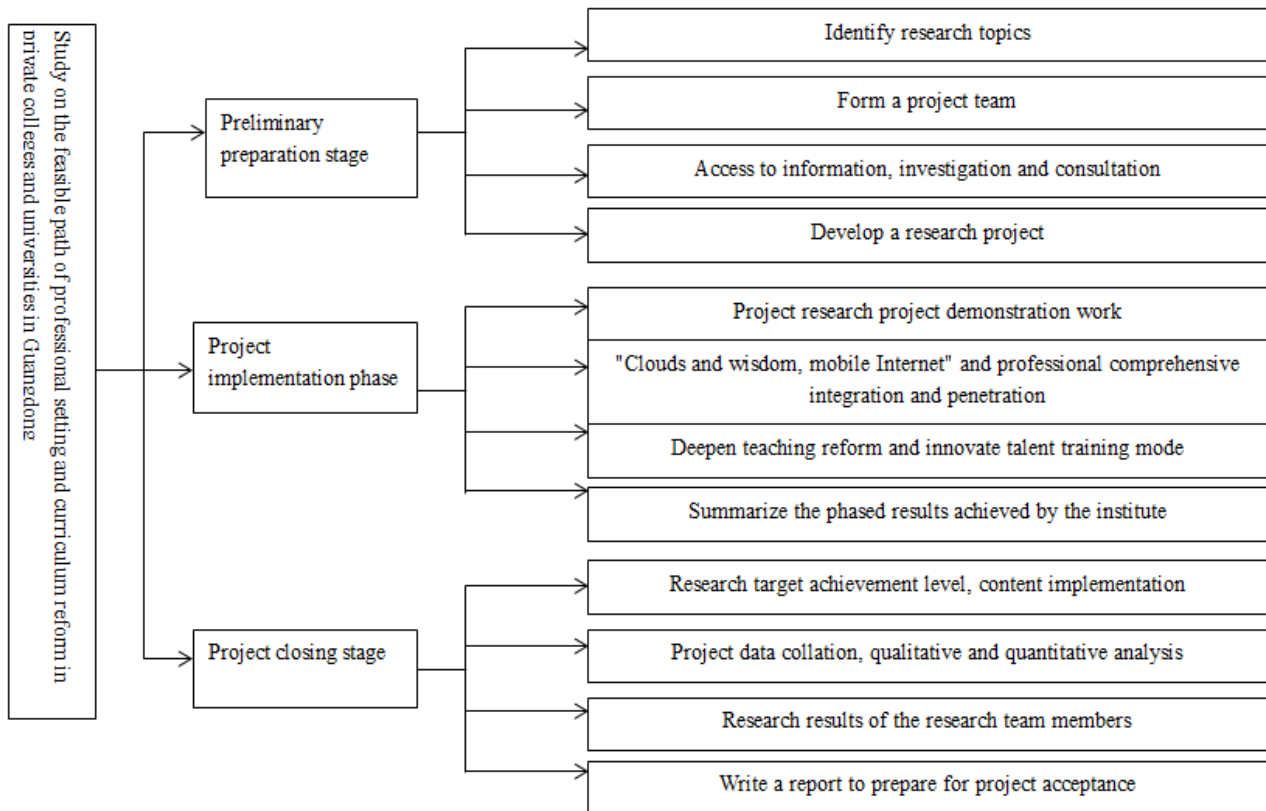 Study on the feasible path of professional setting and curriculum reform in
private colleges and universities in Guangdong
Preliminary
preparation stage
Identify research topics
Form a project team
Access to information, investigation and consultation
Develop a research project
Project
implementation phase
Project research project demonstration work
"Clouds and wisdom, mobile Internet" and professional comprehensive
integration and penetration
Deepen teaching reform and innovate talent training mode
Summarize the phased results achieved by the institute
Project closing stage
Research target achievement level, content implementation
Project data collation, qualitative and quantitative analysis
Research results of the research team members
Write a report to prepare for project acceptance